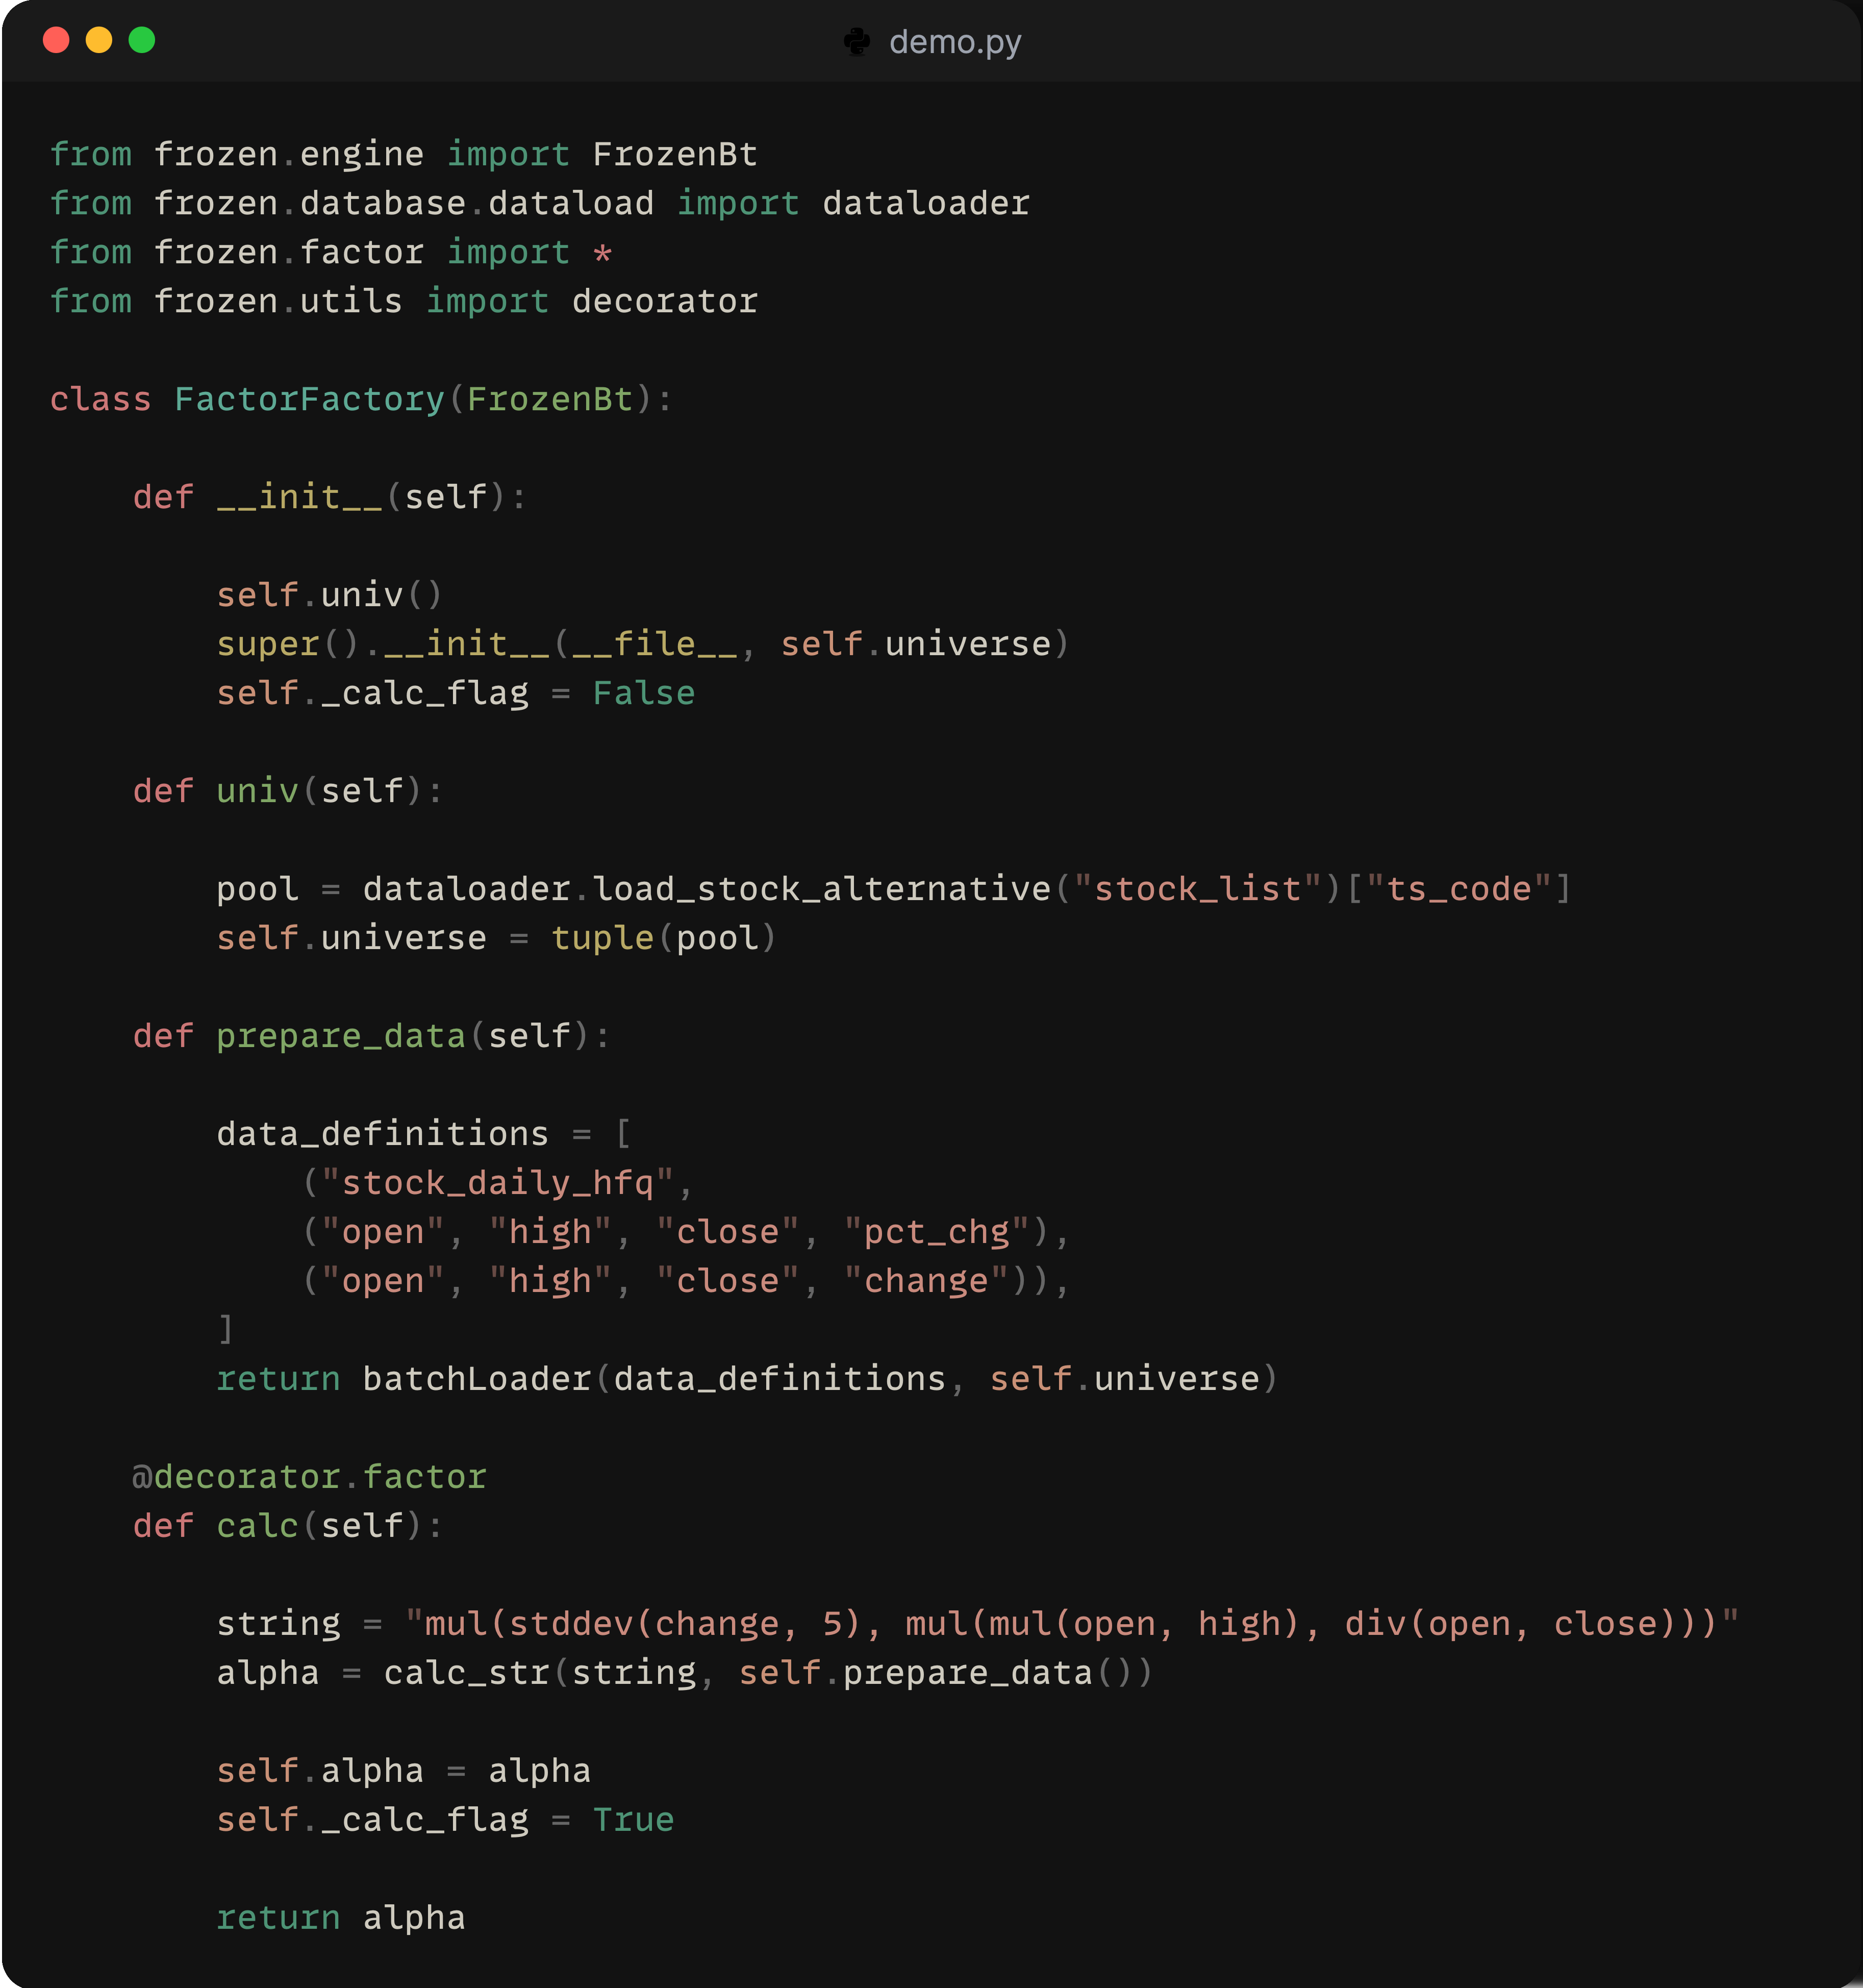 demo.py
from frozen.engine import FrozenBt
from frozen.database.dataload import dataloader
from frozen.factor import *
from frozen.utils import decorator

class FactorFactory(FrozenBt):

    def __init__(self):

        self.univ()
        super().__init__(__file__, self.universe)
        self._calc_flag = False

    def univ(self):

        pool = dataloader.load_stock_alternative("stock_list")["ts_code"]
        self.universe = tuple(pool)

    def prepare_data(self):

        data_definitions = [
            ("stock_daily_hfq",
            ("open", "high", "close", "pct_chg"),
            ("open", "high", "close", "change")),
        ]
        return batchLoader(data_definitions, self.universe)

    @decorator.factor
    def calc(self):

        string = "mul(stddev(change, 5), mul(mul(open, high), div(open, close)))"
        alpha = calc_str(string, self.prepare_data())

        self.alpha = alpha
        self._calc_flag = True

        return alpha